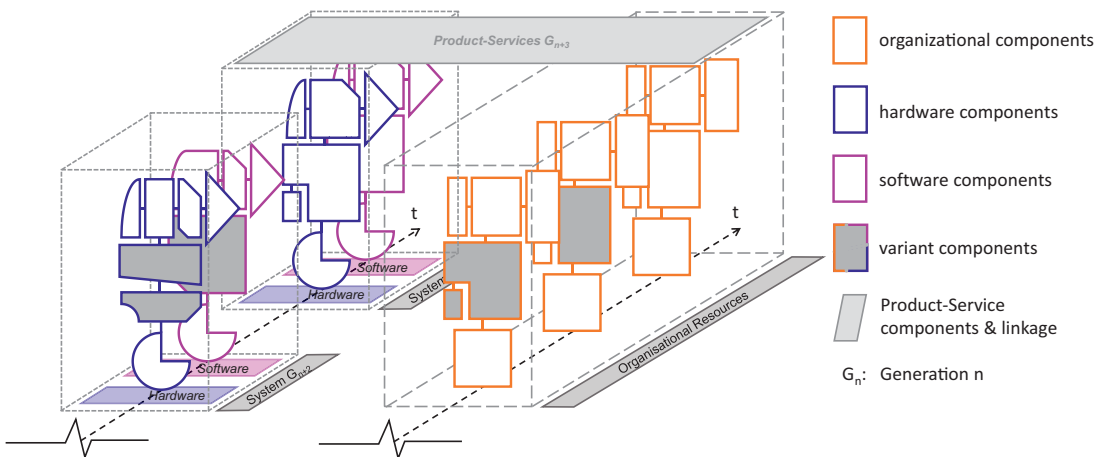 Product-Services Gn+3
t
Software
Hardware
System
Software
Hardware
System Gn+2
t
Organisational Resources
organizational components
hardware components
software components
variant components
Product-Service
components & linkage
Gn: Generation n